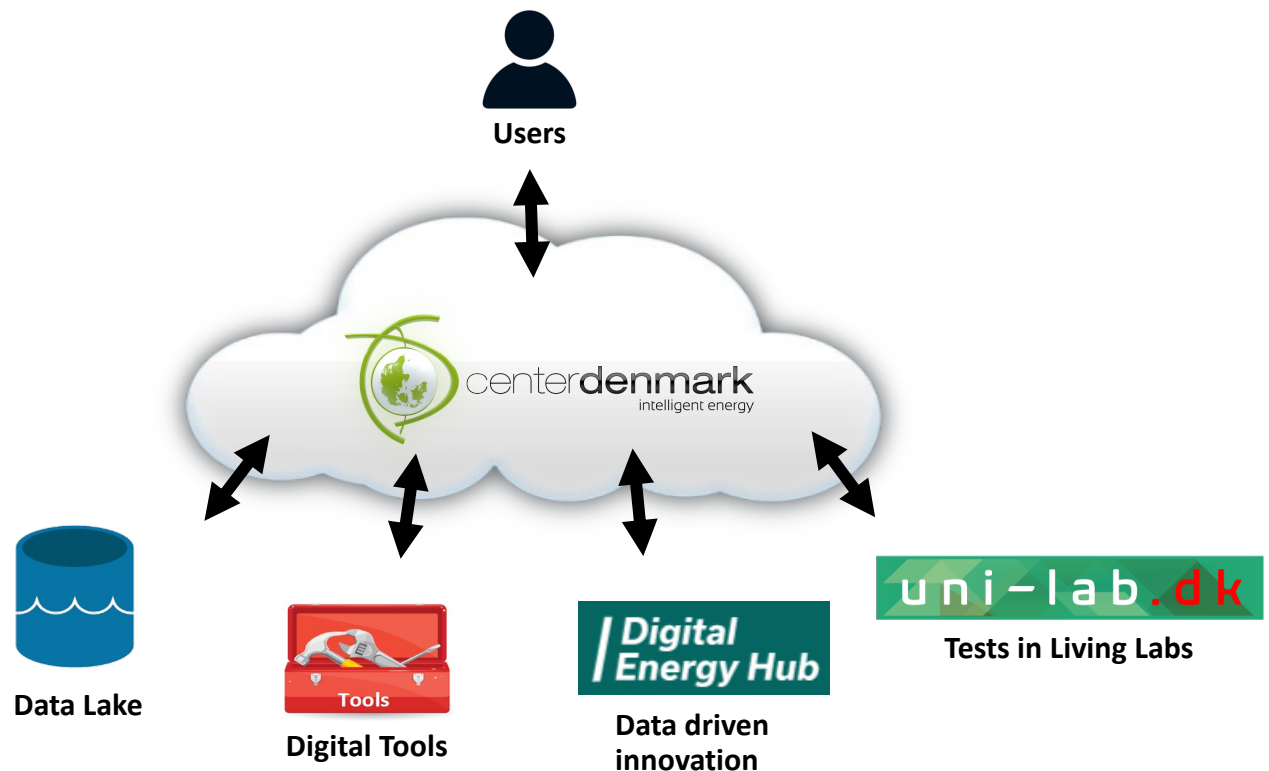 Users
centerdenmark
intelligent energy
uni-lab.dk
Tests in Living Labs
Digital
Energy Hub
Tools
Data Lake
Digital Tools
Data driven
innovation